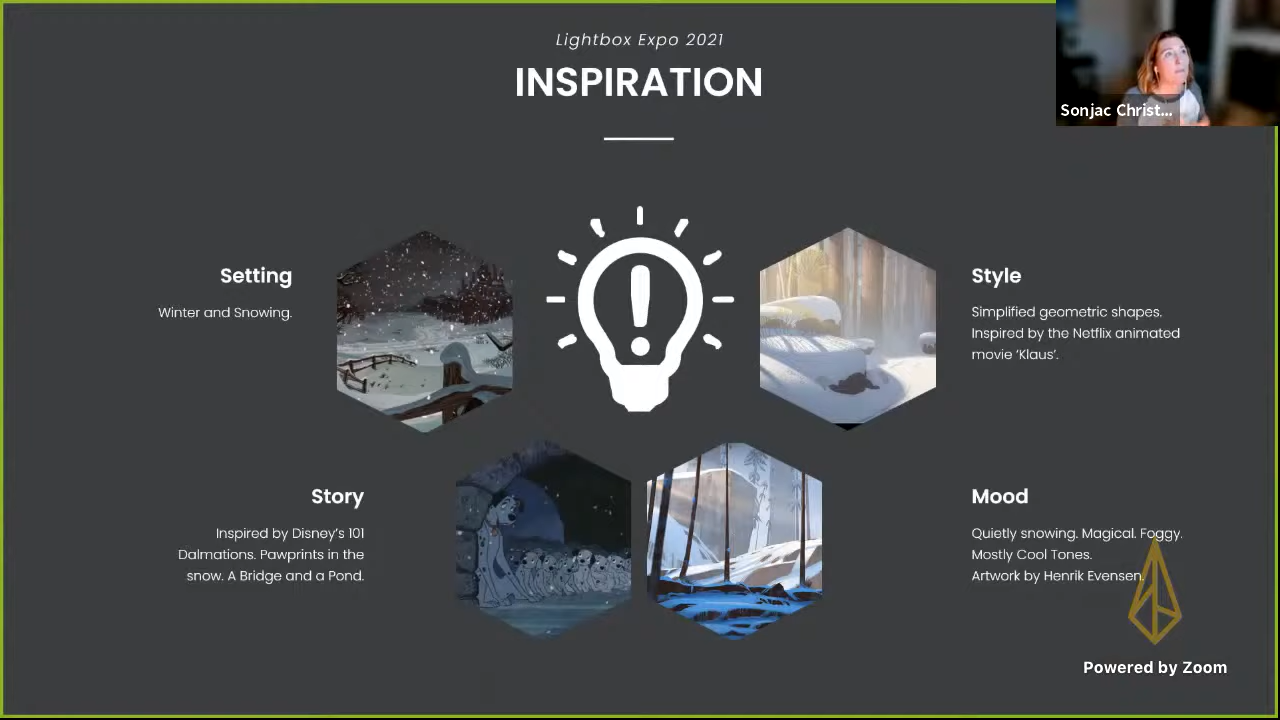 Lightbox Expo 2021
INSPIRATION
Sonjac Christ...
Setting
Winter and Snowing.
Style
Simplified geometric shapes.
Inspired by the Netflix animated
movie ‘Klaus’.
Story
Inspired by Disney’s 101
Dalmations. Pawprints in the
snow. A Bridge and a Pond.
Mood
Quietly snowing. Magical. Foggy.
Mostly Cool Tones.
Artwork by Henrik Evensen.
Powered by Zoom